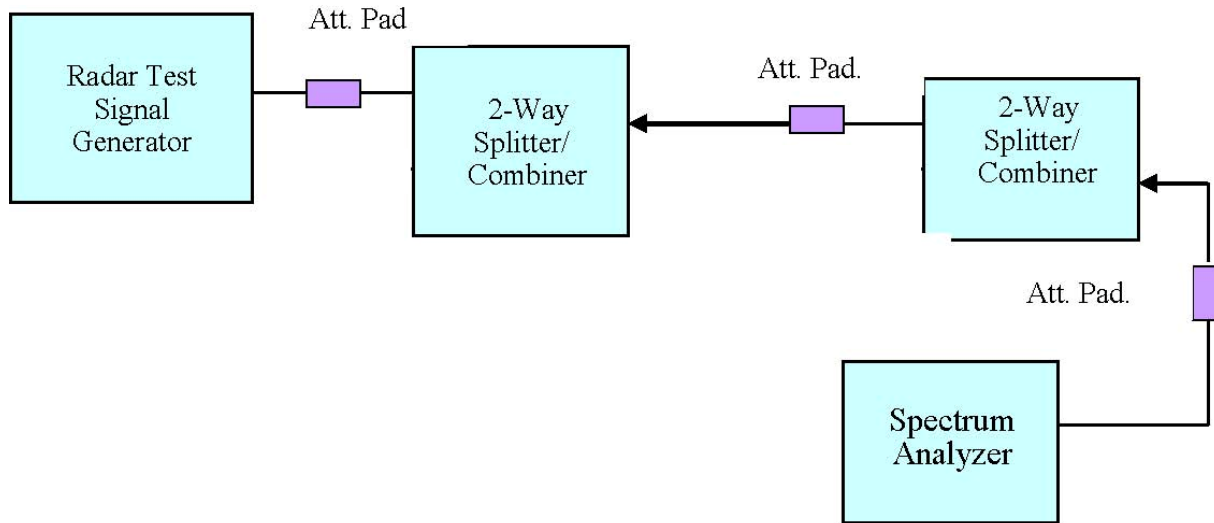 Att. Pad
Radar Test
Signal
Generator
2-Way
Splitter/
Combiner
Att. Pad.
2-Way
Splitter/
Combiner
Att. Pad.
Spectrum
Analyzer